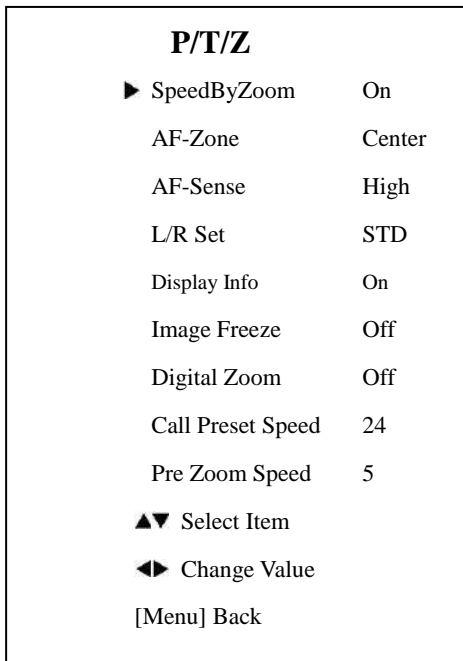 P/T/Z
▶ SpeedByZoom On
AF-Zone Center
AF-Sense High
L/R Set STD
Display Info On
Image Freeze Off
Digital Zoom Off
Call Preset Speed 24
Pre Zoom Speed 5
▲▼ Select Item
◀▶ Change Value
[Menu] Back